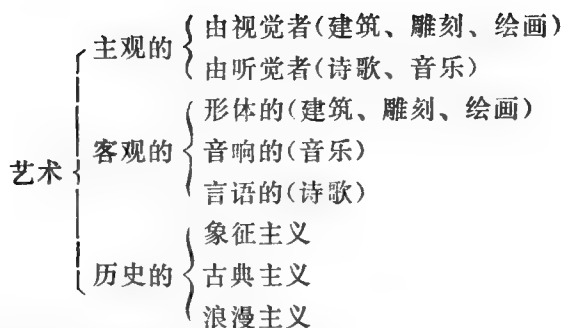 主观的
由视觉者(建筑、雕刻、绘画)
由听觉者(诗歌、音乐)
艺术
客观的
形体的(建筑、雕刻、绘画)
音响的(音乐)
言语的(诗歌)
历史的
象征主义
古典主义
浪漫主义